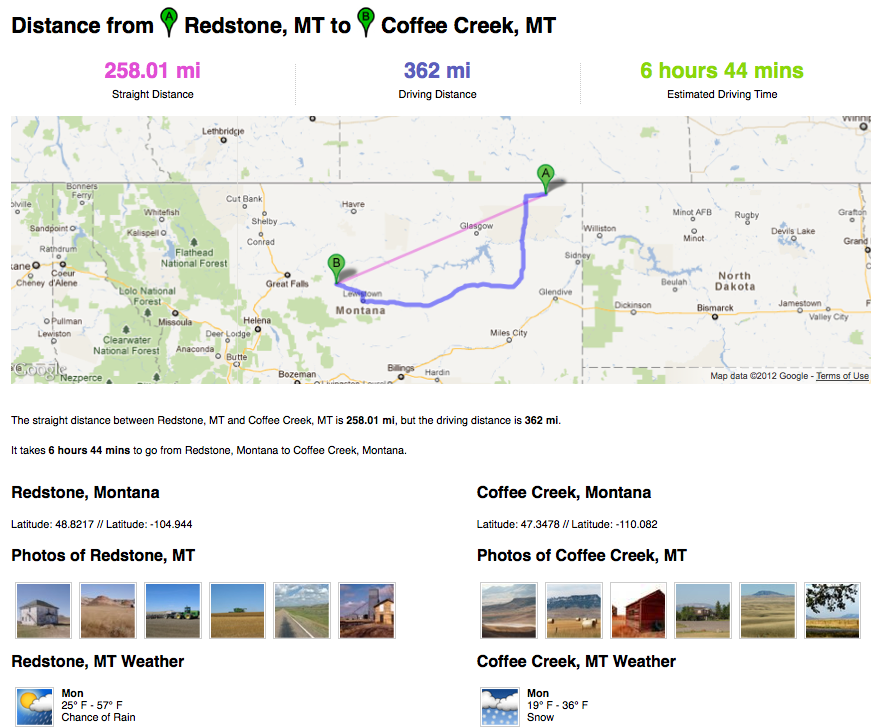 Distance from A Redstone, MT to B Coffee Creek, MT
258.01 mi
Straight Distance
362 mi
Driving Distance
6 hours 44 mins
Estimated Driving Time
Lethbridge
Bonners
Ferry
Cut Bank
Havre
A
Minot AFB
Rugby
Grafton
Whitefish
Shelby
Glasgow
Williston
Devils Lake
Sandpoint
Kalispell
Conrad
Minot
Grand
Rathdrum
Flathead
National Forest
B
Sidney
Coeur
d'Alene
Cheney
Great Falls
Beulah
North
Dakota
Lolo National
Forest
Lewistown
Glendive
Montana
Dickinson
Bismarck
Jamestown
Valley City
Pullman
Missoula
Helena
Lewiston
Deer Lodge
Miles City
Clearwater
National Forest
Anaconda
Butte
Billings
Hardin
Bozeman
Google
Nezperce
Map data ©2012 Google - Terms of Use
The straight distance between Redstone, MT and Coffee Creek, MT is 258.01 mi, but the driving distance is 362 mi.
It takes 6 hours 44 mins to go from Redstone, Montana to Coffee Creek, Montana.
Redstone, Montana
Latitude: 48.8217 // Latitude: -104.944
Photos of Redstone, MT
Redstone, MT Weather
Mon
25° F - 57° F
Chance of Rain
Coffee Creek, Montana
Latitude: 47.3478 // Latitude: -110.082
Photos of Coffee Creek, MT
Coffee Creek, MT Weather
Mon
19° F - 36° F
Snow